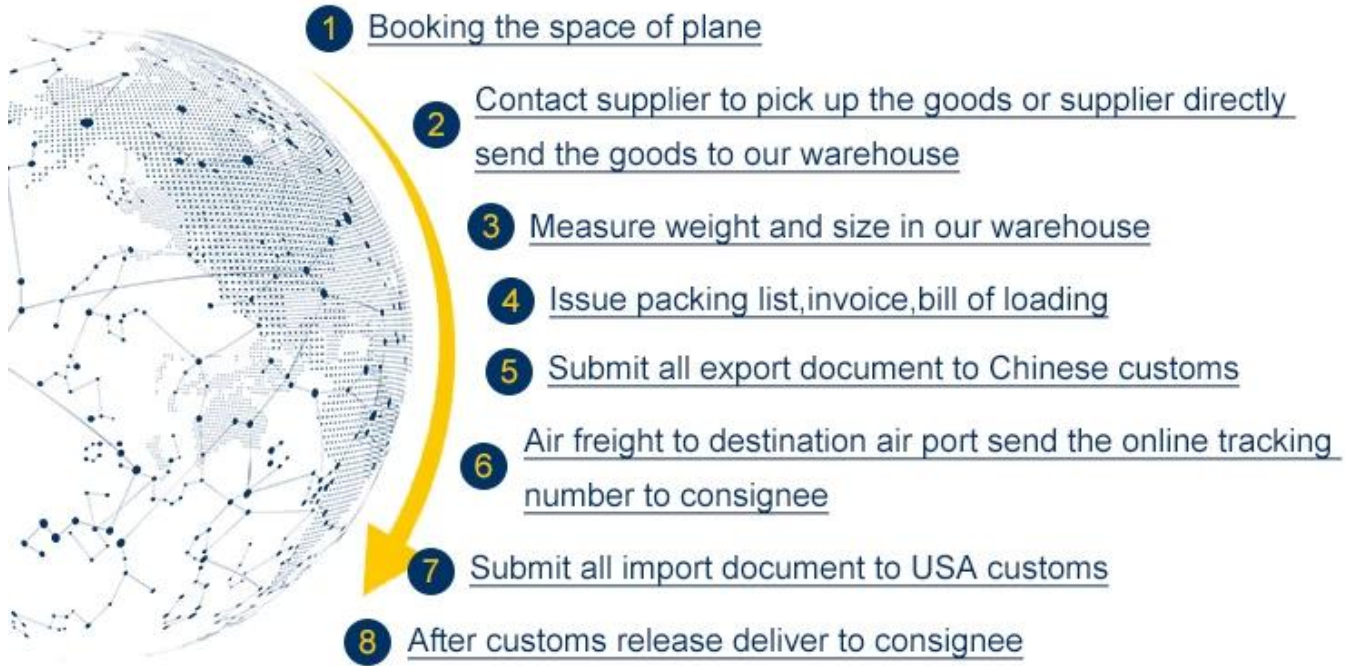 1 Booking the space of plane
2 Contact supplier to pick up the goods or supplier directly
send the goods to our warehouse
3 Measure weight and size in our warehouse
4 Issue packing list,invoice,bill of loading
5 Submit all export document to Chinese customs
6 Air freight to destination air port send the online tracking
number to consignee
7 Submit all import document to USA customs
8 After customs release deliver to consignee